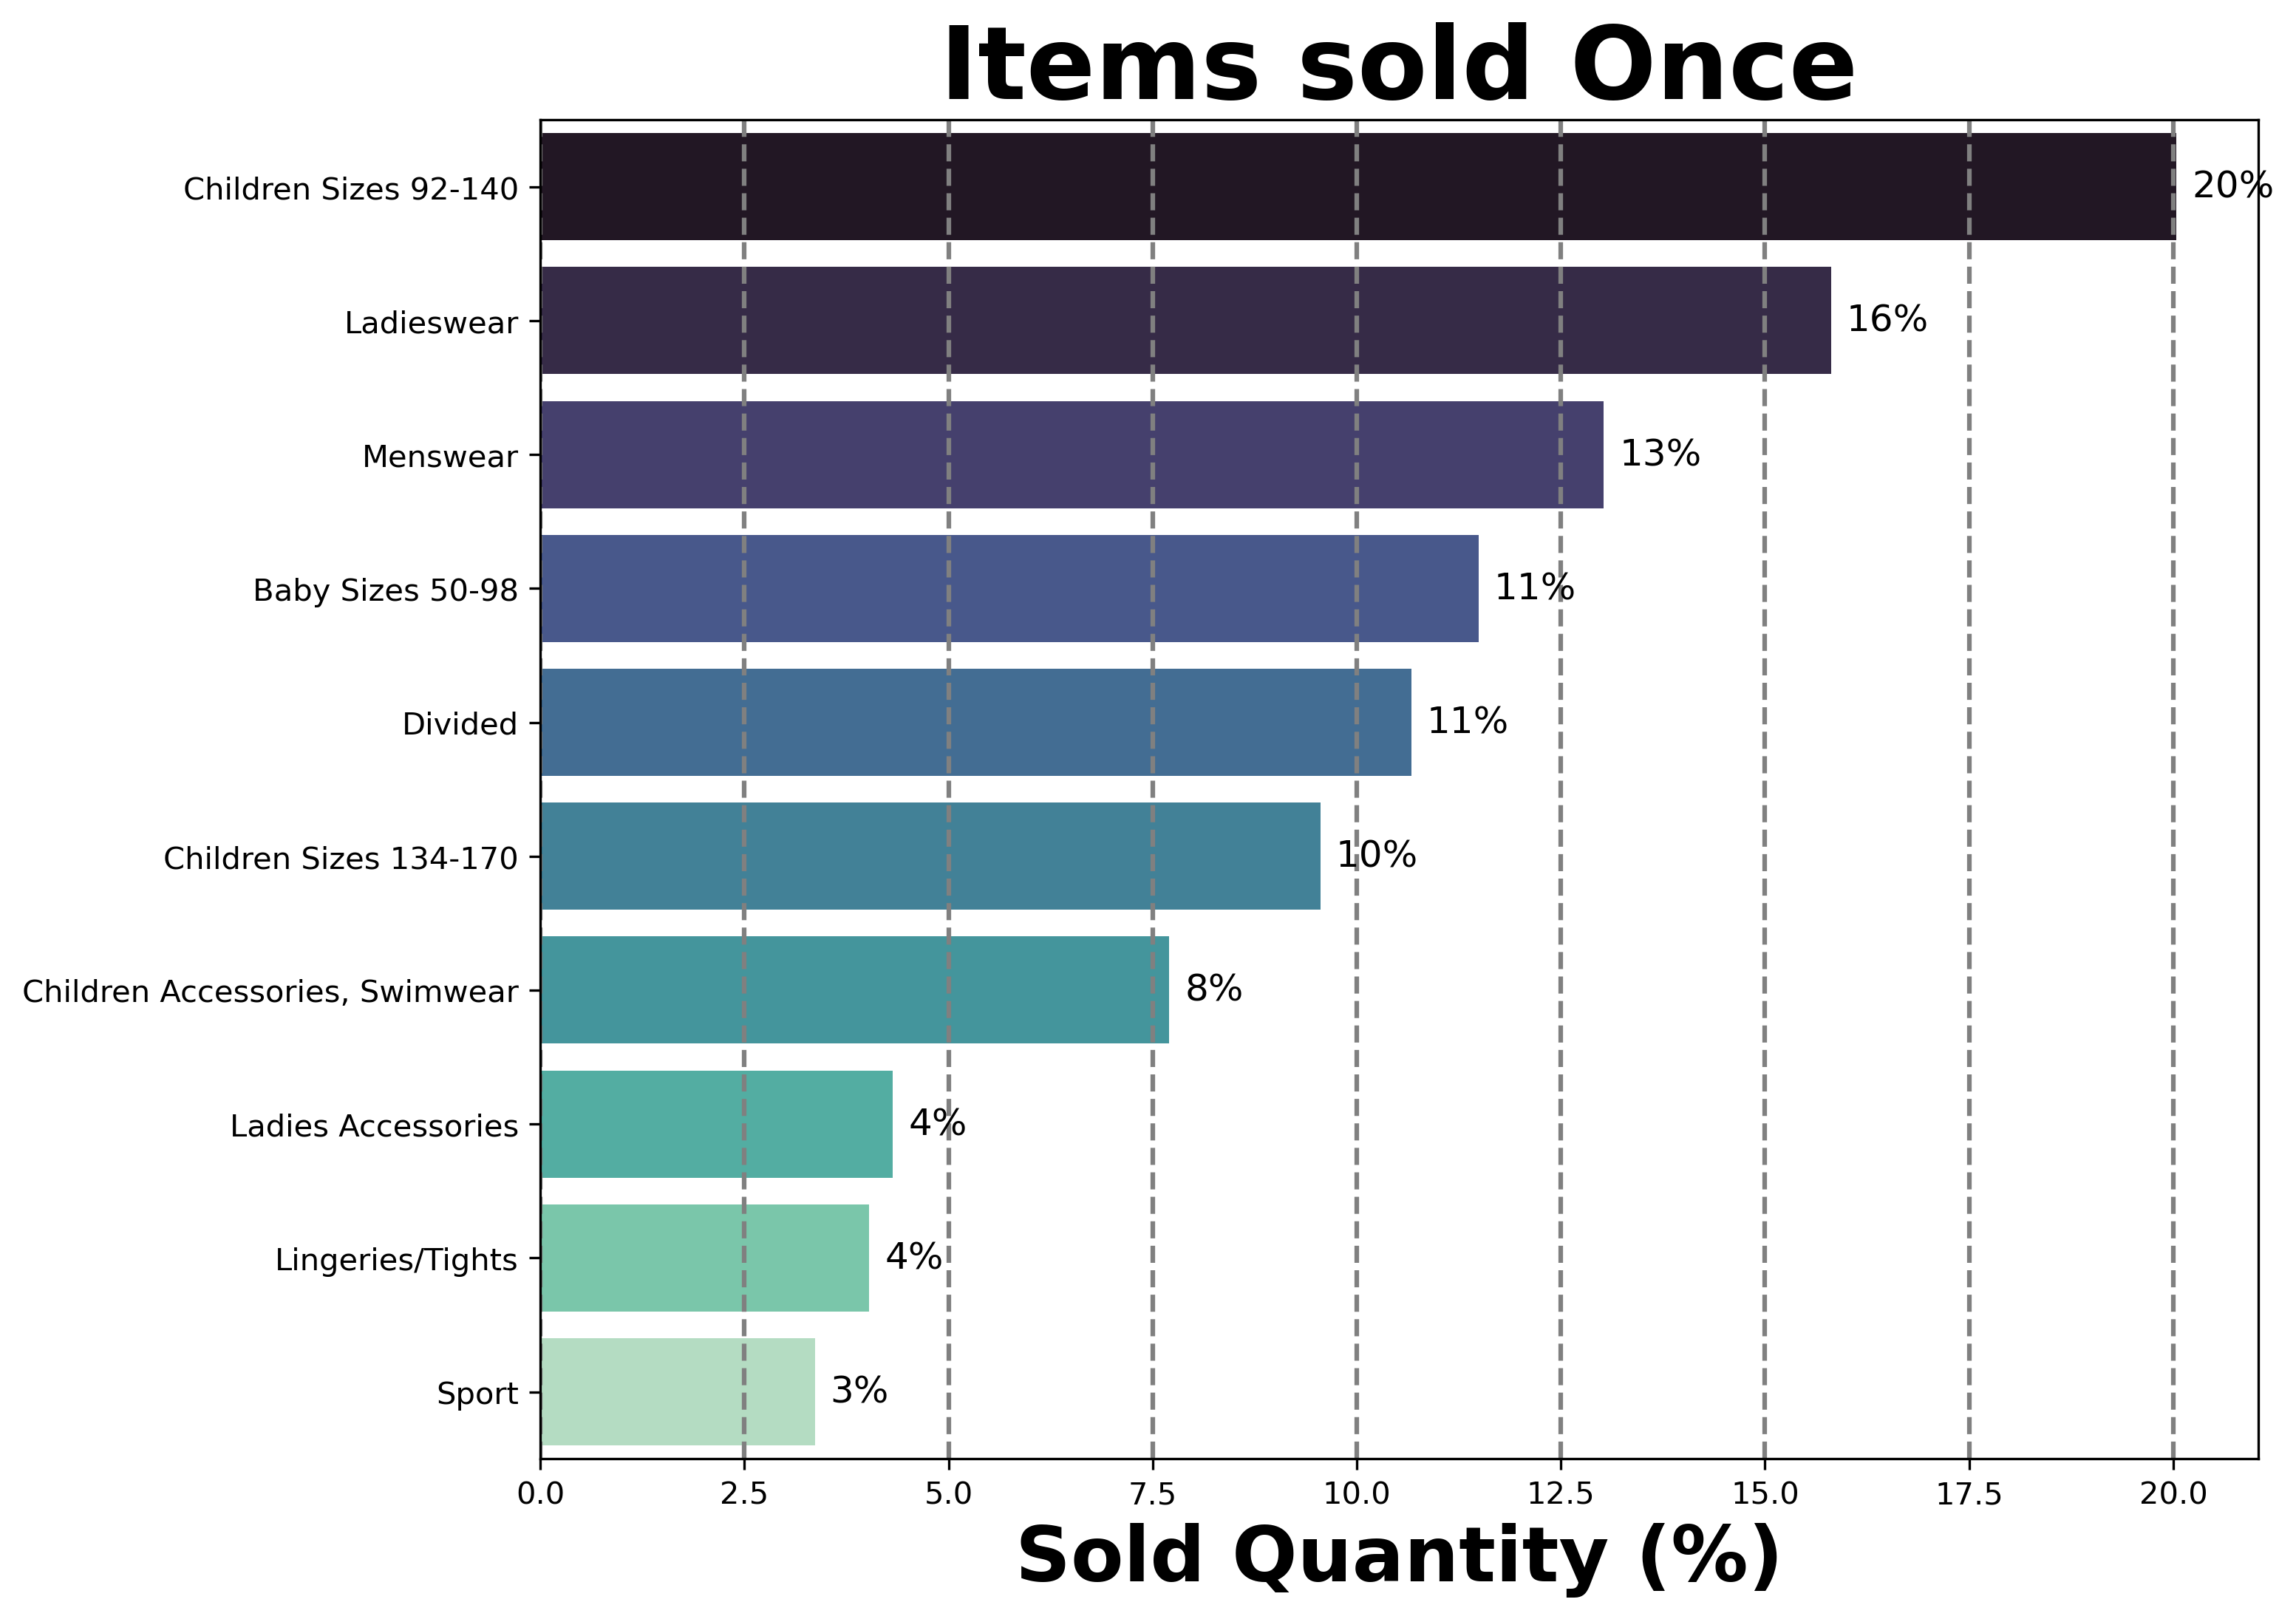 Items sold Once
Children Sizes 92-140
20%
Ladieswear
16%
Menswear
13%
Baby Sizes 50-98
11%
Divided
11%
Children Sizes 134-170
10%
Children Accessories, Swimwear
8%
Ladies Accessories
4%
Lingeries/Tights
4%
Sport
3%
0.0 2.5 5.0 7.5 10.0 12.5 15.0 17.5 20.0
Sold Quantity (%)